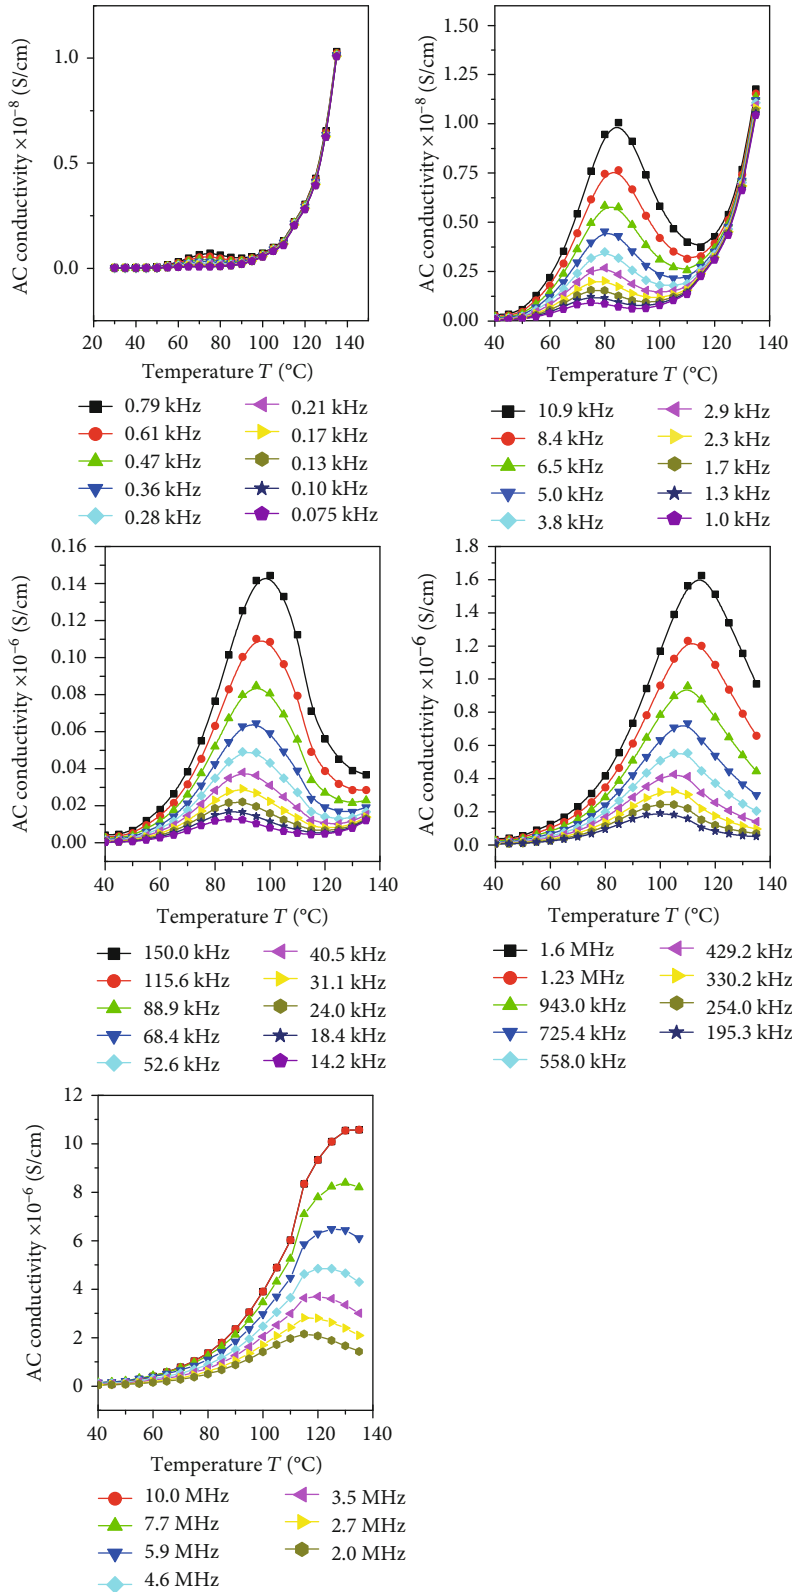 AC conductivity ×10⁻⁸ (S/cm)
1.0
0.5
0.0
20 40 60 80 100 120 140
Temperature T (°C)
0.79 kHz 0.21 kHz
0.61 kHz 0.17 kHz
0.47 kHz 0.13 kHz
0.36 kHz 0.10 kHz
0.28 kHz 0.075 kHz
AC conductivity ×10⁻⁸ (S/cm)
1.50
1.25
1.00
0.75
0.50
0.25
0.00
40 60 80 100 120 140
Temperature T (°C)
10.9 kHz 2.9 kHz
8.4 kHz 2.3 kHz
6.5 kHz 1.7 kHz
5.0 kHz 1.3 kHz
3.8 kHz 1.0 kHz
AC conductivity ×10⁻⁶ (S/cm)
0.16
0.14
0.12
0.10
0.08
0.06
0.04
0.02
0.00
40 60 80 100 120 140
Temperature T (°C)
150.0 kHz 40.5 kHz
115.6 kHz 31.1 kHz
88.9 kHz 24.0 kHz
68.4 kHz 18.4 kHz
52.6 kHz 14.2 kHz
AC conductivity ×10⁻⁶ (S/cm)
1.8
1.6
1.4
1.2
1.0
0.8
0.6
0.4
0.2
0.0
40 60 80 100 120 140
Temperature T (°C)
1.6 MHz 429.2 kHz
1.23 MHz 330.2 kHz
943.0 kHz 254.0 kHz
725.4 kHz 195.3 kHz
558.0 kHz
AC conductivity ×10⁻⁶ (S/cm)
12
10
8
6
4
2
0
40 60 80 100 120 140
Temperature T (°C)
10.0 MHz 3.5 MHz
7.7 MHz 2.7 MHz
5.9 MHz 2.0 MHz
4.6 MHz